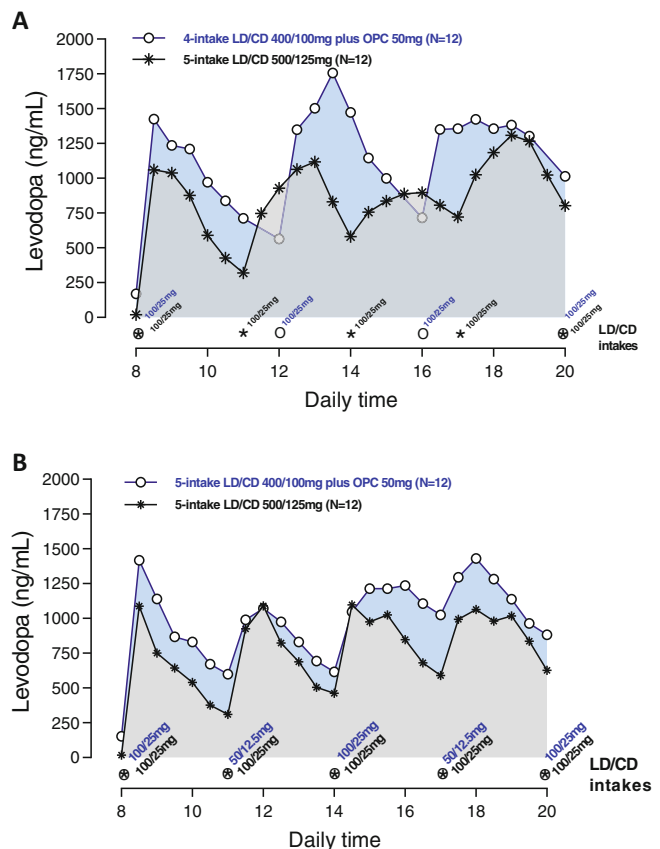 A
4-intake LD/CD 400/100mg plus OPC 50mg (N=12)
5-intake LD/CD 500/125mg (N=12)
Levodopa (ng/mL)
2000
1750
1500
1250
1000
750
500
250
0
100/25mg
100/25mg
100/25mg
100/25mg
100/25mg
100/25mg
100/25mg
100/25mg
100/25mg
LD/CD
intakes
8 10 12 14 16 18 20
Daily time
B
5-intake LD/CD 400/100mg plus OPC 50mg (N=12)
5-intake LD/CD 500/125mg (N=12)
Levodopa (ng/mL)
2000
1750
1500
1250
1000
750
500
250
0
100/25mg
100/25mg
50/12.5mg
100/25mg
100/25mg
100/25mg
50/12.5mg
100/25mg
100/25mg
100/25mg
LD/CD
intakes
8 10 12 14 16 18 20
Daily time